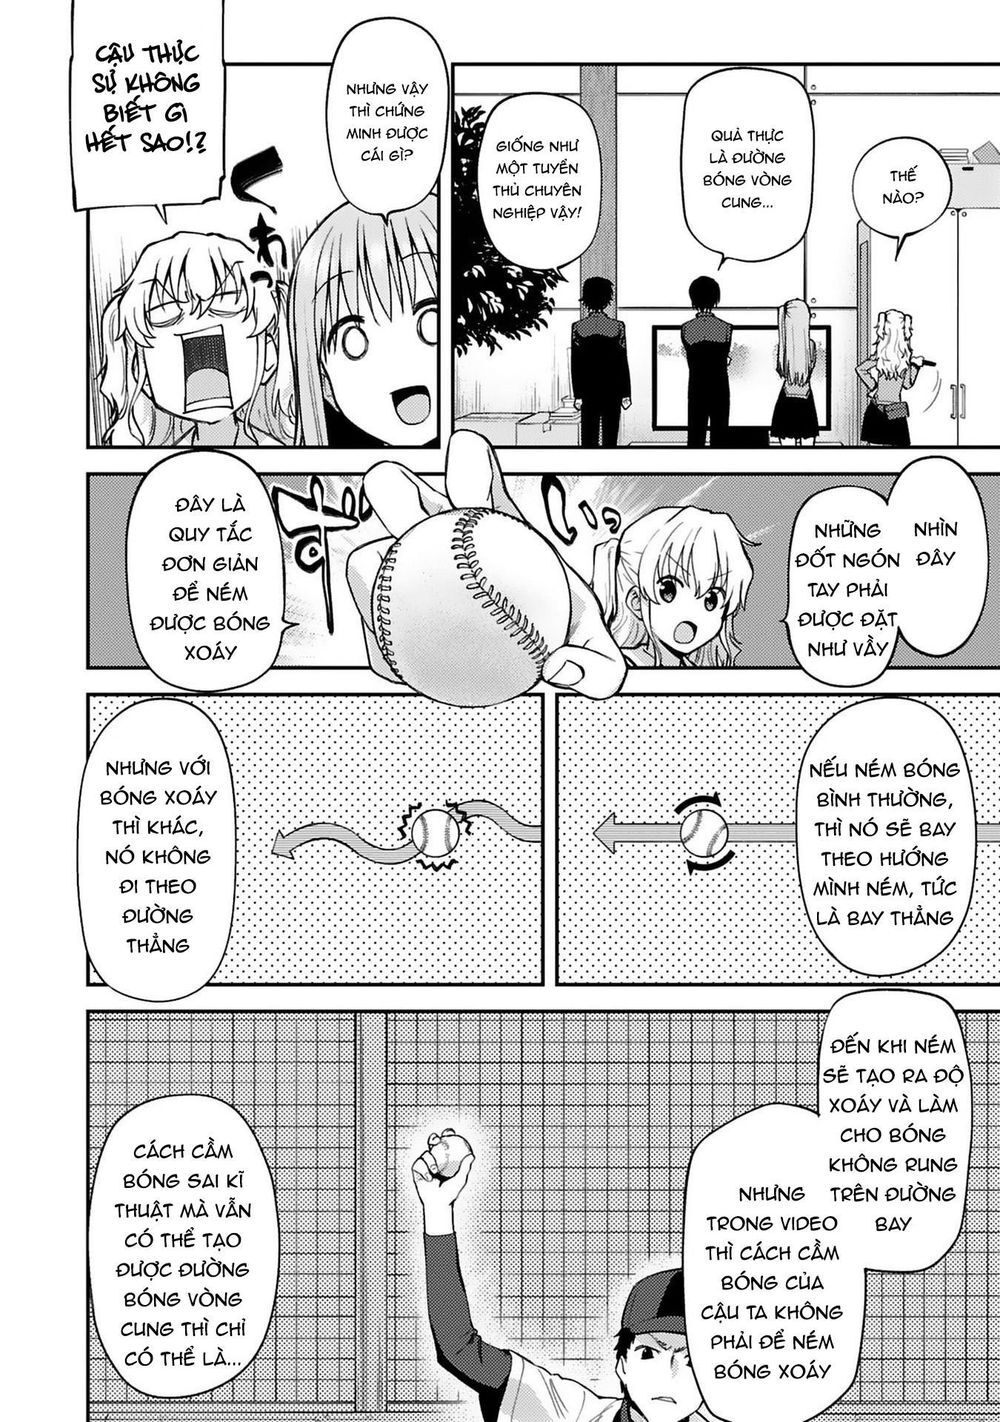 THẾ
NÀO?
QUẢ THỰC
LÀ ĐƯỜNG
BÓNG VÒNG
CUNG...
GIỐNG NHƯ
MỘT TUYỂN
THỦ CHUYÊN
NGHIỆP VẬY!
NHƯNG VẬY
THÌ CHỨNG
MINH ĐƯỢC
CÁI GÌ?
CẬU THỰC
SỰ KHÔNG
BIẾT GÌ
HẾT SAO!?
NHÌN
ĐÂY
NHỮNG
ĐỐT NGÓN
TAY PHẢI
ĐƯỢC ĐẶT
NHƯ VẦY
ĐÂY LÀ
QUY TẮC
ĐƠN GIẢN
ĐỂ NÉM
ĐƯỢC BÓNG
XOÁY
NẾU NÉM BÓNG
BÌNH THƯỜNG,
THÌ NÓ SẼ BAY
THEO HƯỚNG
MÌNH NÉM, TỨC
LÀ BAY THẲNG
NHƯNG VỚI
BÓNG XOÁY
THÌ KHÁC,
NÓ KHÔNG
ĐI THEO
ĐƯỜNG
THẲNG
ĐẾN KHI NÉM
SẼ TẠO RA ĐỘ
XOÁY VÀ LÀM
CHO BÓNG
KHÔNG RUNG
TRÊN ĐƯỜNG
BAY
NHƯNG
TRONG VIDEO
THÌ CÁCH CẦM
BÓNG CỦA
CẬU TA KHÔNG
PHẢI ĐỂ NÉM
BÓNG XOÁY
CÁCH CẦM
BÓNG SAI KĨ
THUẬT MÀ VẪN
CÓ THỂ TẠO
ĐƯỢC ĐƯỜNG
BÓNG VÒNG
CUNG THÌ CHỈ
CÓ THỂ LÀ...